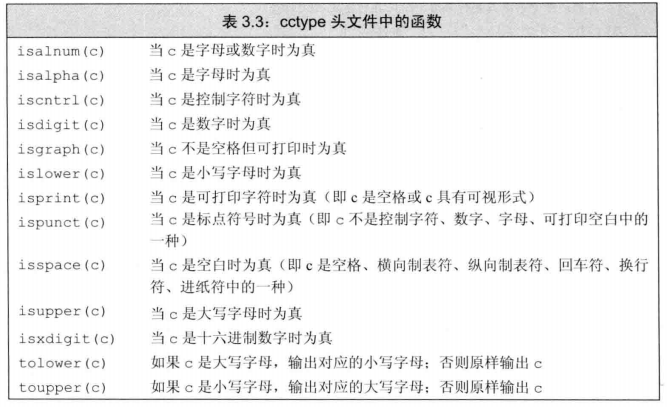 表 3.3：cctype 头文件中的函数
isalnum(c) 当 c 是字母或数字时为真
isalpha(c) 当 c 是字母时为真
iscntrl(c) 当 c 是控制字符时为真
isdigit(c) 当 c 是数字时为真
isgraph(c) 当 c 不是空格但可打印时为真
islower(c) 当 c 是小写字母时为真
isprint(c) 当 c 是可打印字符时为真（即 c 是空格或 c 具有可视形式）
ispunct(c) 当 c 是标点符号时为真（即 c 不是控制字符、数字、字母、可打印空白中的
一种）
isspace(c) 当 c 是空白时为真（即 c 是空格、横向制表符、纵向制表符、回车符、换行
符、进纸符中的一种）
isupper(c) 当 c 是大写字母时为真
isxdigit(c) 当 c 是十六进制数字时为真
tolower(c) 如果 c 是大写字母，输出对应的小写字母；否则原样输出 c
toupper(c) 如果 c 是小写字母，输出对应的大写字母；否则原样输出 c